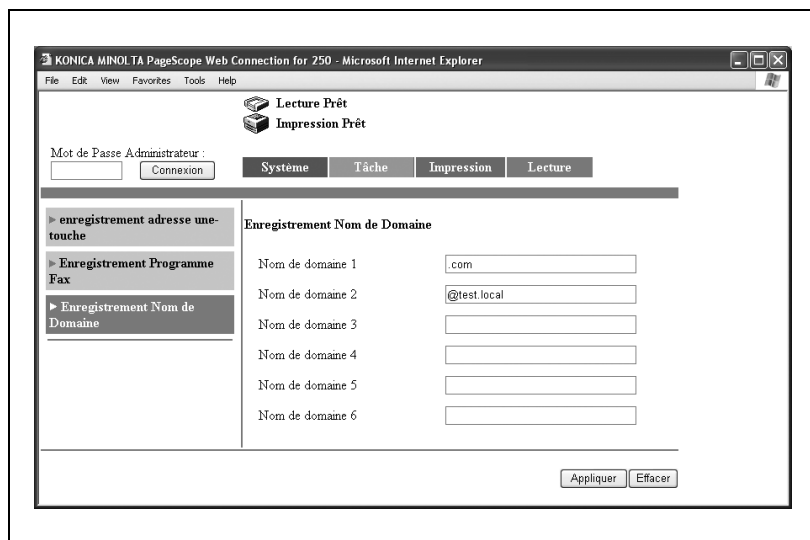 KONICA MINOLTA PageScope Web Connection for 250 - Microsoft Internet Explorer
File Edit View Favorites Tools Help
Lecture Prêt
Impression Prêt
Mot de Passe Administrateur :
Connexion
Système Tâche Impression Lecture
enregistrement adresse une-
touche
Enregistrement Programme
Fax
Enregistrement Nom de
Domaine
Enregistrement Nom de Domaine
Nom de domaine 1 .com
Nom de domaine 2 @test.local
Nom de domaine 3
Nom de domaine 4
Nom de domaine 5
Nom de domaine 6
Appliquer Effacer